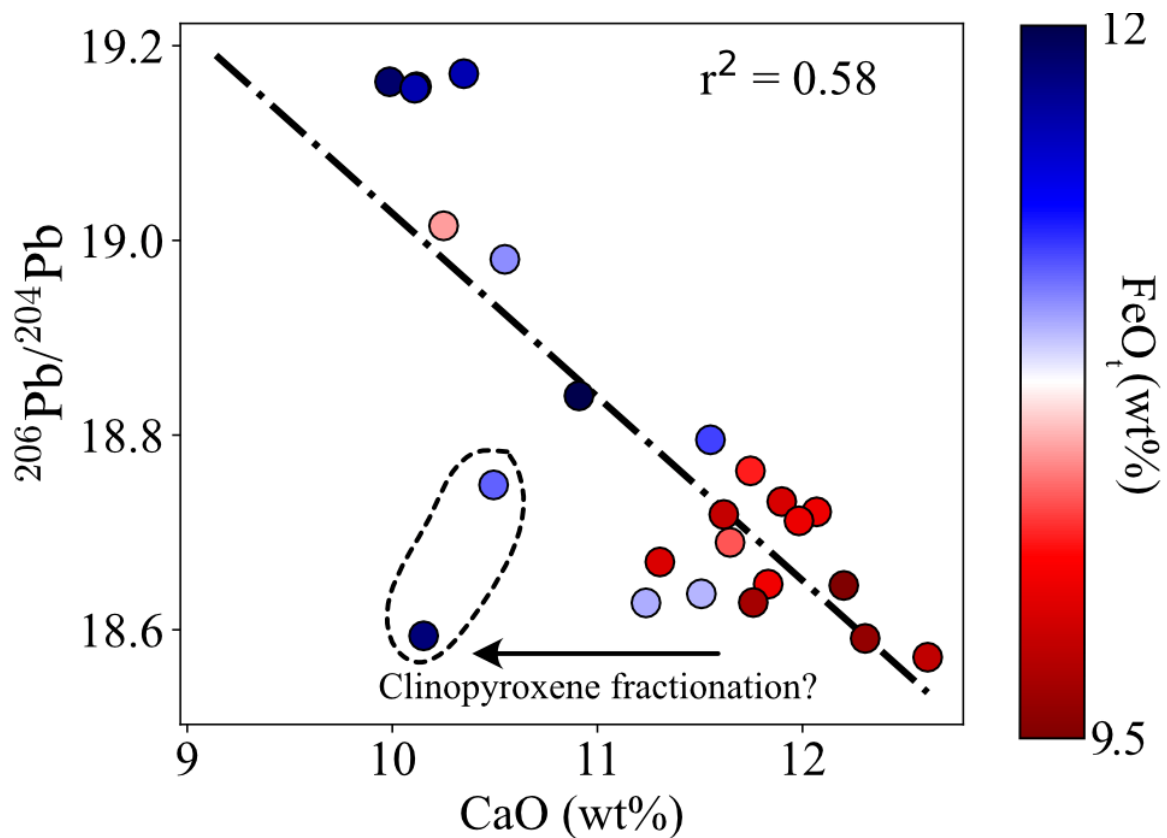 19.2
19.0
18.8
18.6
²⁰⁶Pb/²⁰⁴Pb
r² = 0.58
Clinopyroxene fractionation?
9
10
11
12
CaO (wt%)
12
9.5
FeOₜ (wt%)